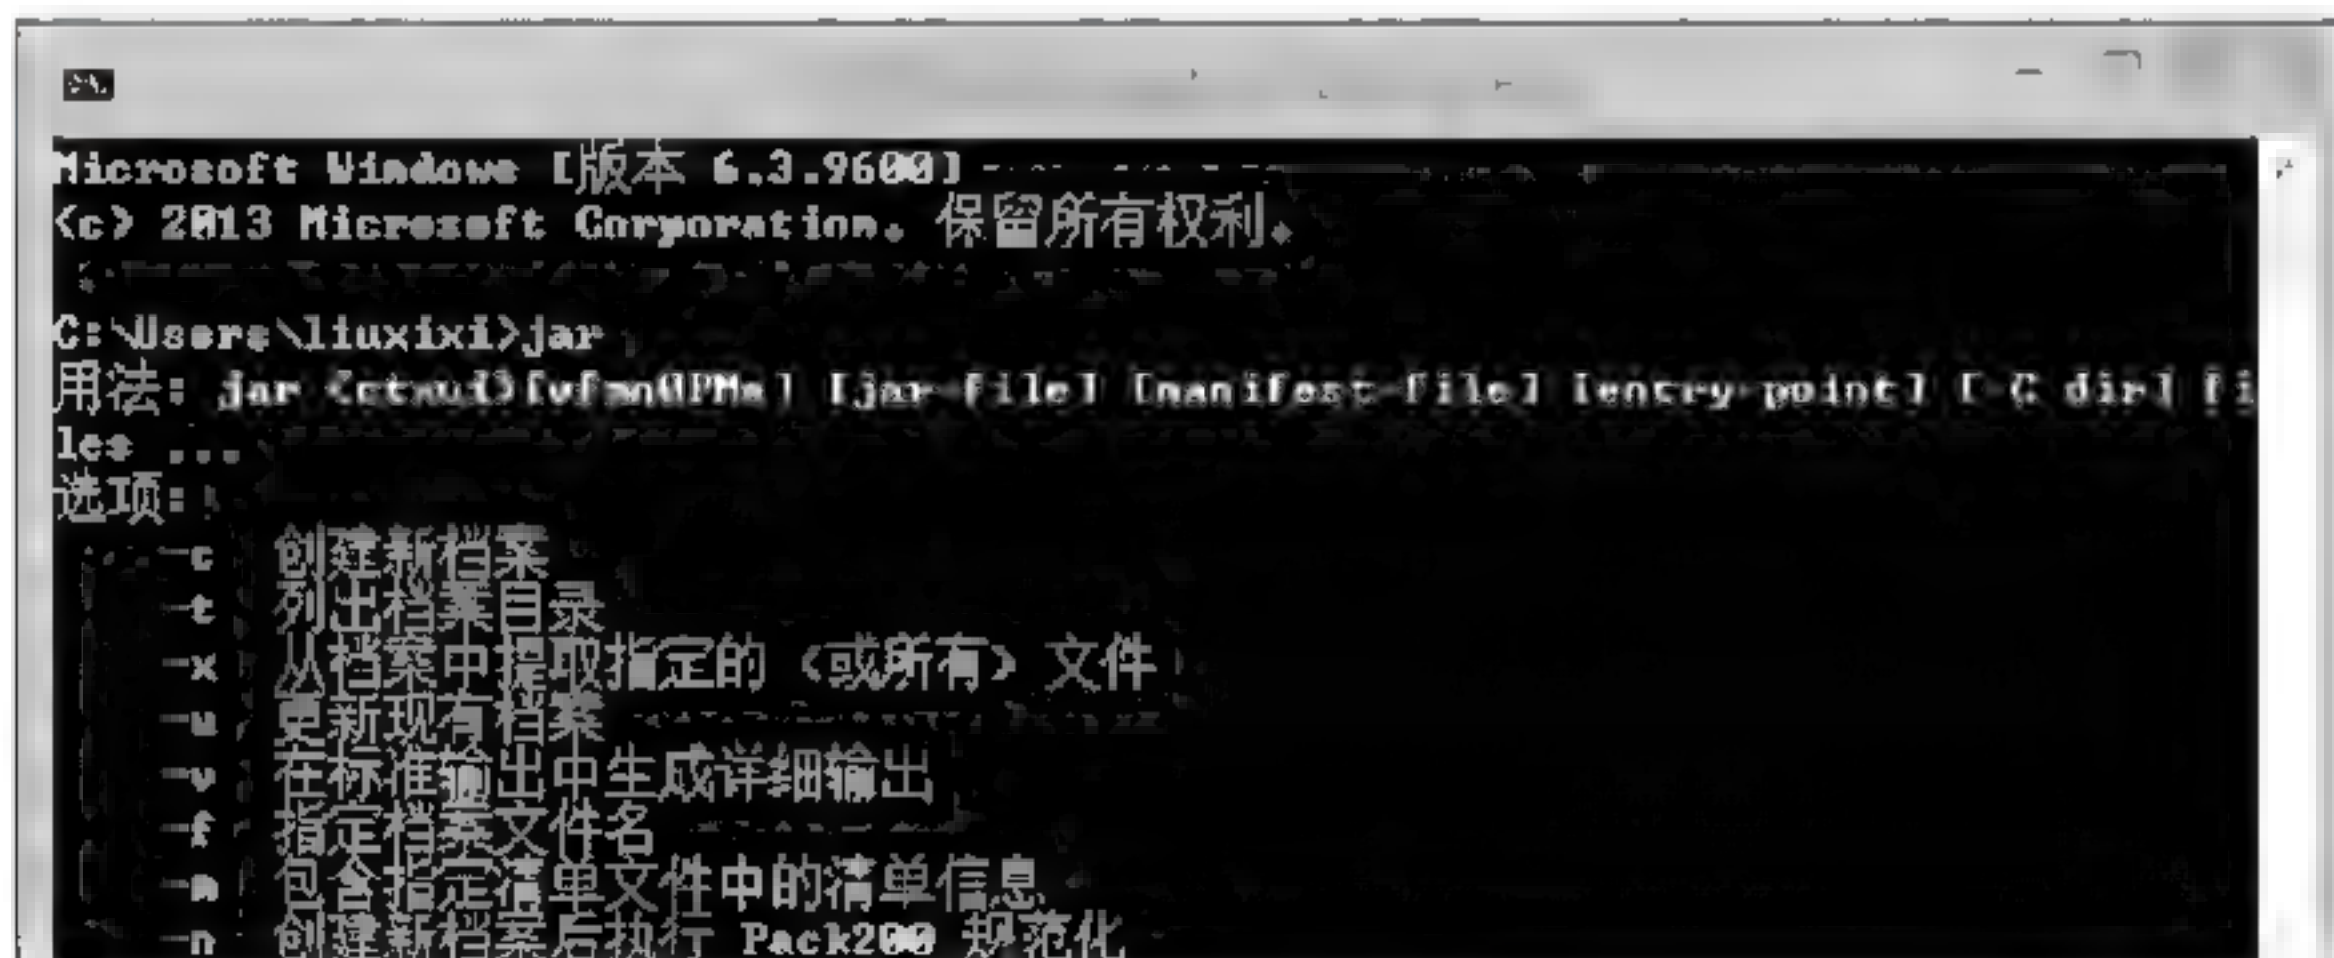 Microsoft Windows [版本 6.3.9600]
(c) 2013 Microsoft Corporation。保留所有权利。
C:\Users\liuxixi>jar
用法: jar {ctxui}[vfmn0PMe] [jar-file] [manifest-file] [entry-point] [-C dir] fi
les ...
选项:
-c 创建新档案
-t 列出档案目录
-x 从档案中提取指定的 (或所有) 文件
-u 更新现有档案
-v 在标准输出中生成详细输出
-f 指定档案文件名
-m 包含指定清单文件中的清单信息
-n 创建新档案后执行 Pack200 规范化